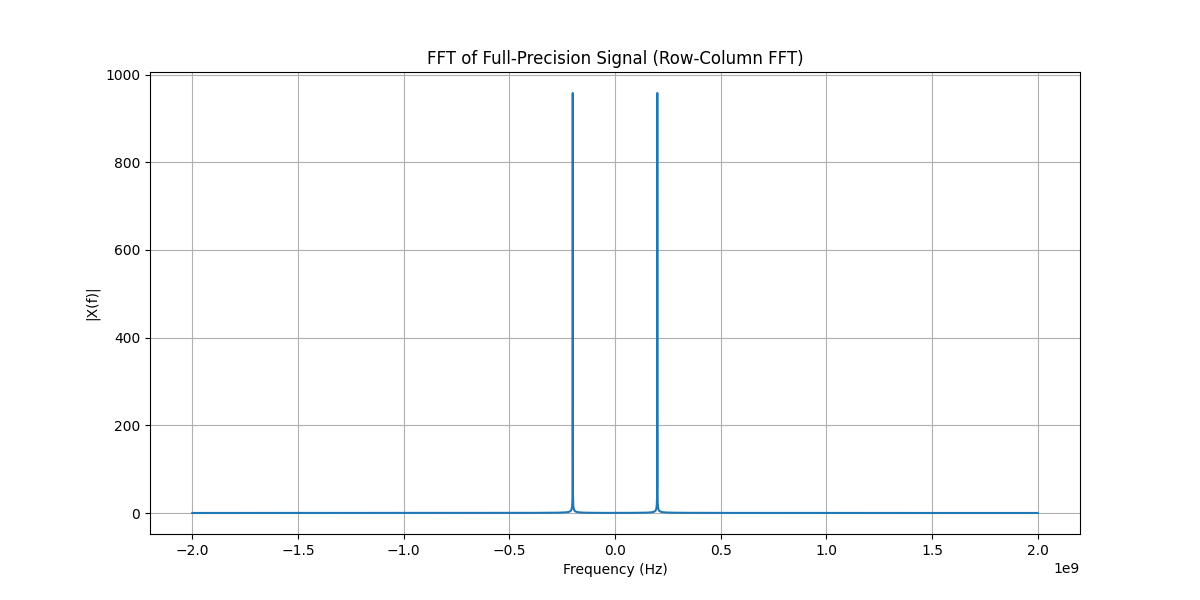 FFT of Full-Precision Signal (Row-Column FFT)
1000
800
600
400
200
0
|X(f)|
−2.0 −1.5 −1.0 −0.5 0.0 0.5 1.0 1.5 2.0
Frequency (Hz)
1e9